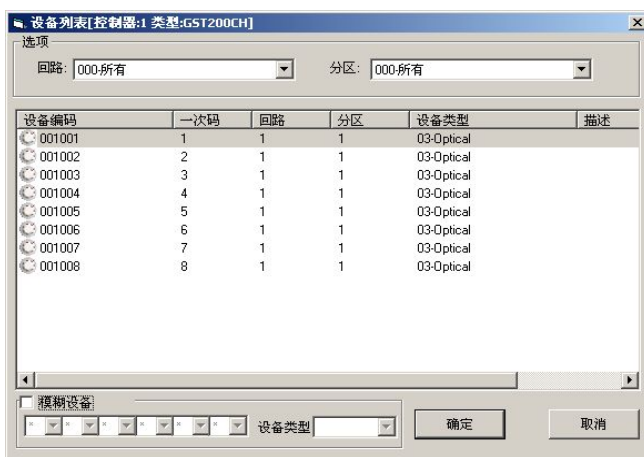 设备列表[控制器:1 类型:GST200CH]
选项
回路: 000-所有 分区: 000-所有
设备编码 一次码 回路 分区 设备类型 描述
001001 1 1 1 03-Optical
001002 2 1 1 03-Optical
001003 3 1 1 03-Optical
001004 4 1 1 03-Optical
001005 5 1 1 03-Optical
001006 6 1 1 03-Optical
001007 7 1 1 03-Optical
001008 8 1 1 03-Optical
模糊设备
* * * * * * 设备类型 确定 取消